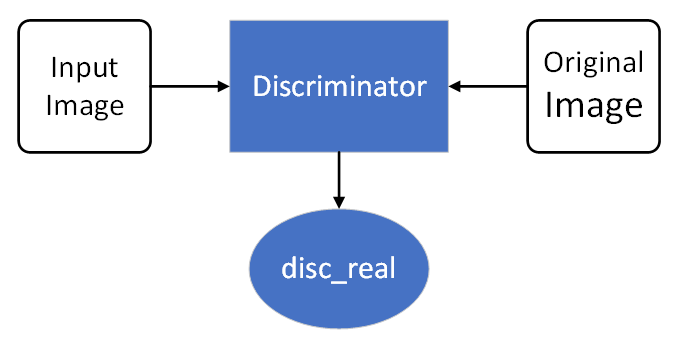 Input
Image
Discriminator
Original
Image
disc_real